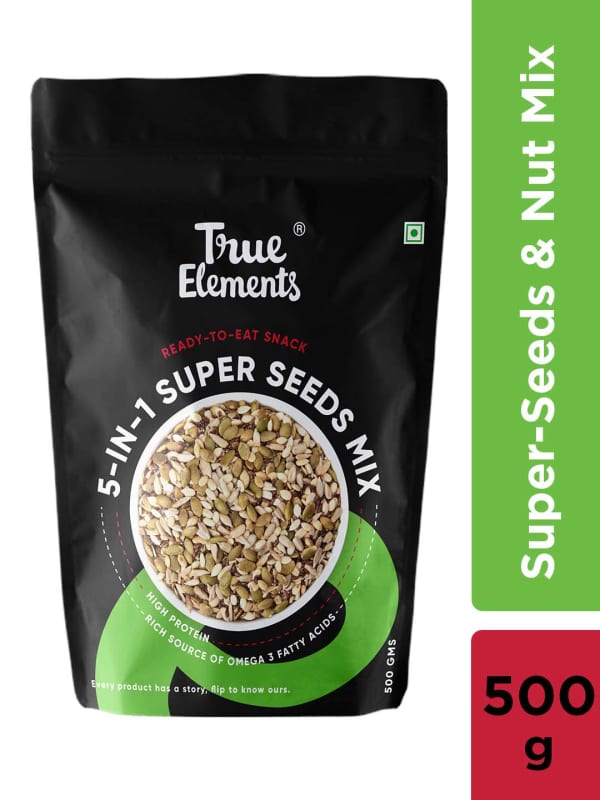 True ®
Elements
READY-TO-EAT SNACK
5-IN-1 SUPER SEEDS MIX
HIGH PROTEIN
RICH SOURCE OF OMEGA 3 FATTY ACIDS
Every product has a story, flip to know ours.
500 GMS
Super-Seeds & Nut Mix
500
g